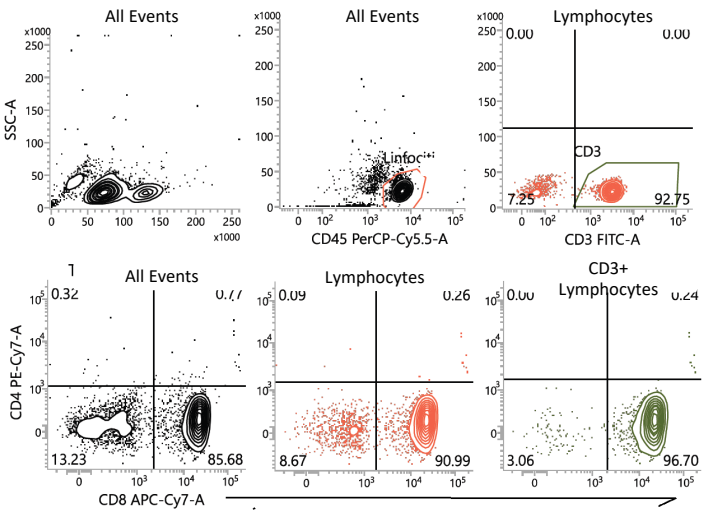 All Events
All Events
Lymphocytes
x1000
x1000
x1000
0.00
0.00
250
250
250
200
200
200
150
150
150
100
100
100
50
50
50
0
0
0
SSC-A
Linfoci
CD3
7.25
92.75
0 50 100 150 200 250
x1000
0 10² 10³ 10⁴ 10⁵
0 10² 10³ 10⁴ 10⁵
CD45 PerCP-Cy5.5-A
CD3 FITC-A
All Events
Lymphocytes
CD3+
Lymphocytes
0.32
0.77
0.09
0.26
0.00
0.24
10⁵
10⁵
10⁵
10⁴
10⁴
10⁴
10³
10³
10³
0
0
0
CD4 PE-Cy7-A
13.23
85.68
8.67
90.99
3.06
96.70
0 10³ 10⁴ 10⁵
0 10³ 10⁴ 10⁵
0 10³ 10⁴ 10⁵
CD8 APC-Cy7-A